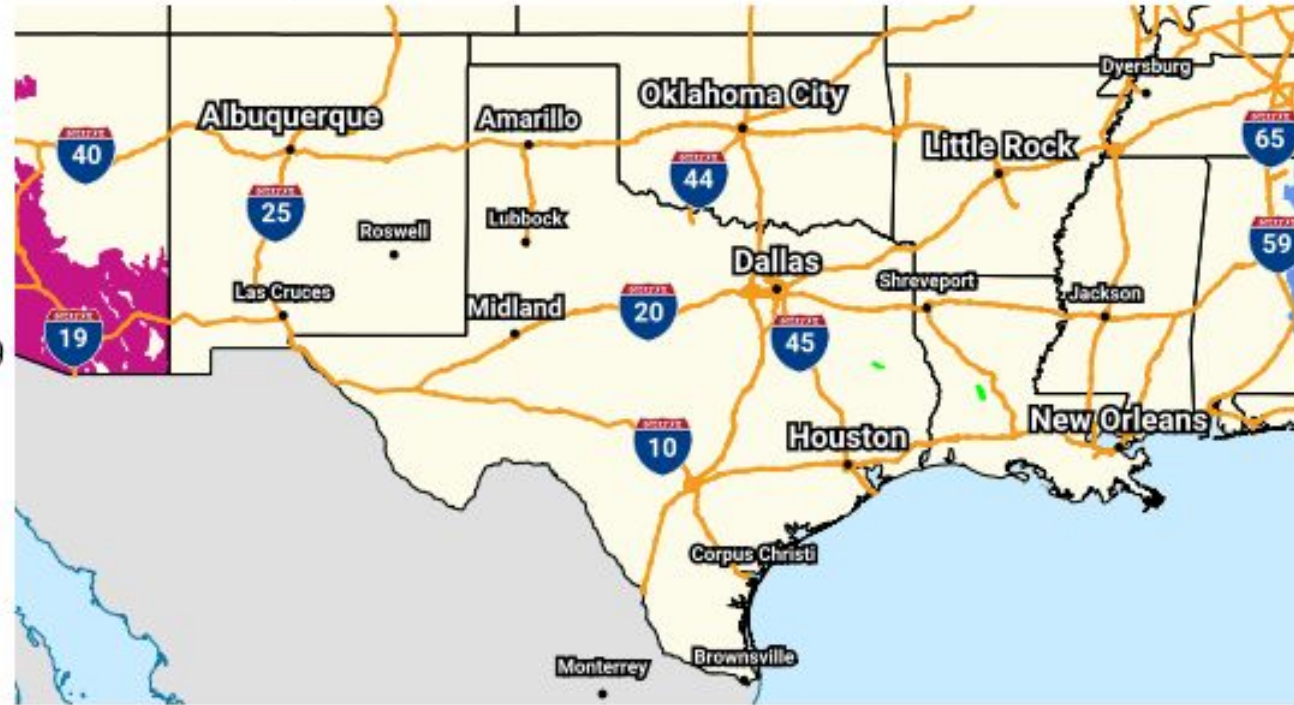 Dyersburg
Oklahoma City
Albuquerque
Amarillo
65
Little Rock
40
44
25
Lubbock
Roswell
59
Dallas
Shreveport
Las Cruces
Jackson
Midland
20
19
45
New Orleans
Houston
10
Corpus Christi
Brownsville
Monterrey